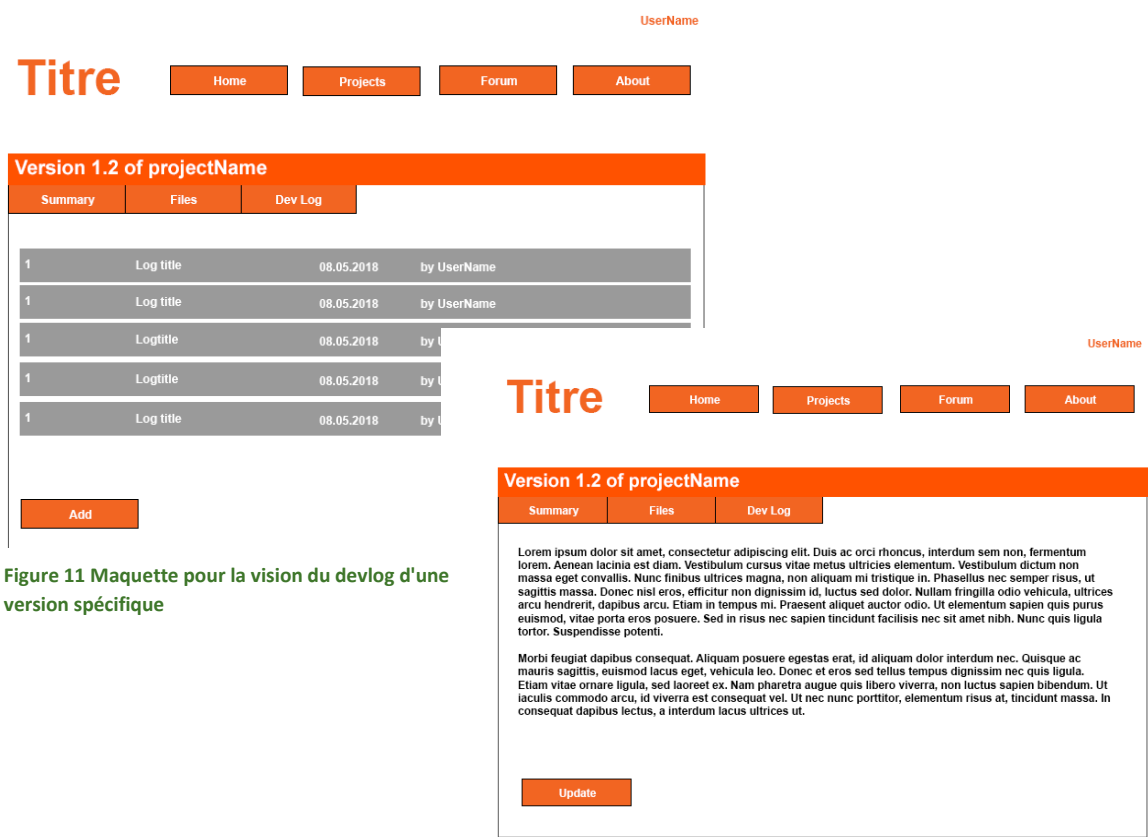 UserName
Titre
Home
Projects
Forum
About
Version 1.2 of projectName
Summary
Files
Dev Log
1 Log title 08.05.2018 by UserName
1 Log title 08.05.2018 by UserName
1 Logtitle 08.05.2018 by
1 Logtitle 08.05.2018 by
1 Log title 08.05.2018 by
Add
Figure 11 Maquette pour la vision du devlog d'une
version spécifique
UserName
Titre
Home
Projects
Forum
About
Version 1.2 of projectName
Summary
Files
Dev Log
Lorem ipsum dolor sit amet, consectetur adipiscing elit. Duis ac orci rhoncus, interdum sem non, fermentum
lorem. Aenean lacinia est diam. Vestibulum cursus vitae metus ultricies elementum. Vestibulum dictum non
massa eget convallis. Nunc finibus ultrices magna, non aliquam mi tristique in. Phasellus nec semper risus, ut
sagittis massa. Donec nisl eros, efficitur non dignissim id, luctus sed dolor. Nullam fringilla odio vehicula, ultrices
arcu hendrerit, dapibus arcu. Etiam in tempus mi. Praesent aliquet auctor odio. Ut elementum sapien quis purus
euismod, vitae porta eros posuere. Sed in risus nec sapien tincidunt facilisis nec sit amet nibh. Nunc quis ligula
tortor. Suspendisse potenti.
Morbi feugiat dapibus consequat. Aliquam posuere egestas erat, id aliquam dolor interdum nec. Quisque ac
mauris sagittis, euismod lacus eget, vehicula leo. Donec et eros sed tellus tempus dignissim nec quis ligula.
Etiam vitae ornare ligula, sed laoreet ex. Nam pharetra augue quis libero viverra, non luctus sapien bibendum. Ut
iaculis commodo arcu, id viverra est consequat vel. Ut nec nunc porttitor, elementum risus at, tincidunt massa. In
consequat dapibus lectus, a interdum lacus ultrices ut.
Update